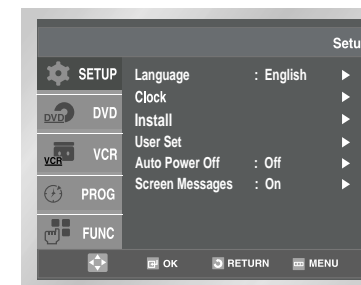 Setu
SETUP
Language : English
Clock
DVD DVD
Install
User Set
VCR VCR
Auto Power Off : Off
Screen Messages : On
PROG
FUNC
OK RETURN MENU